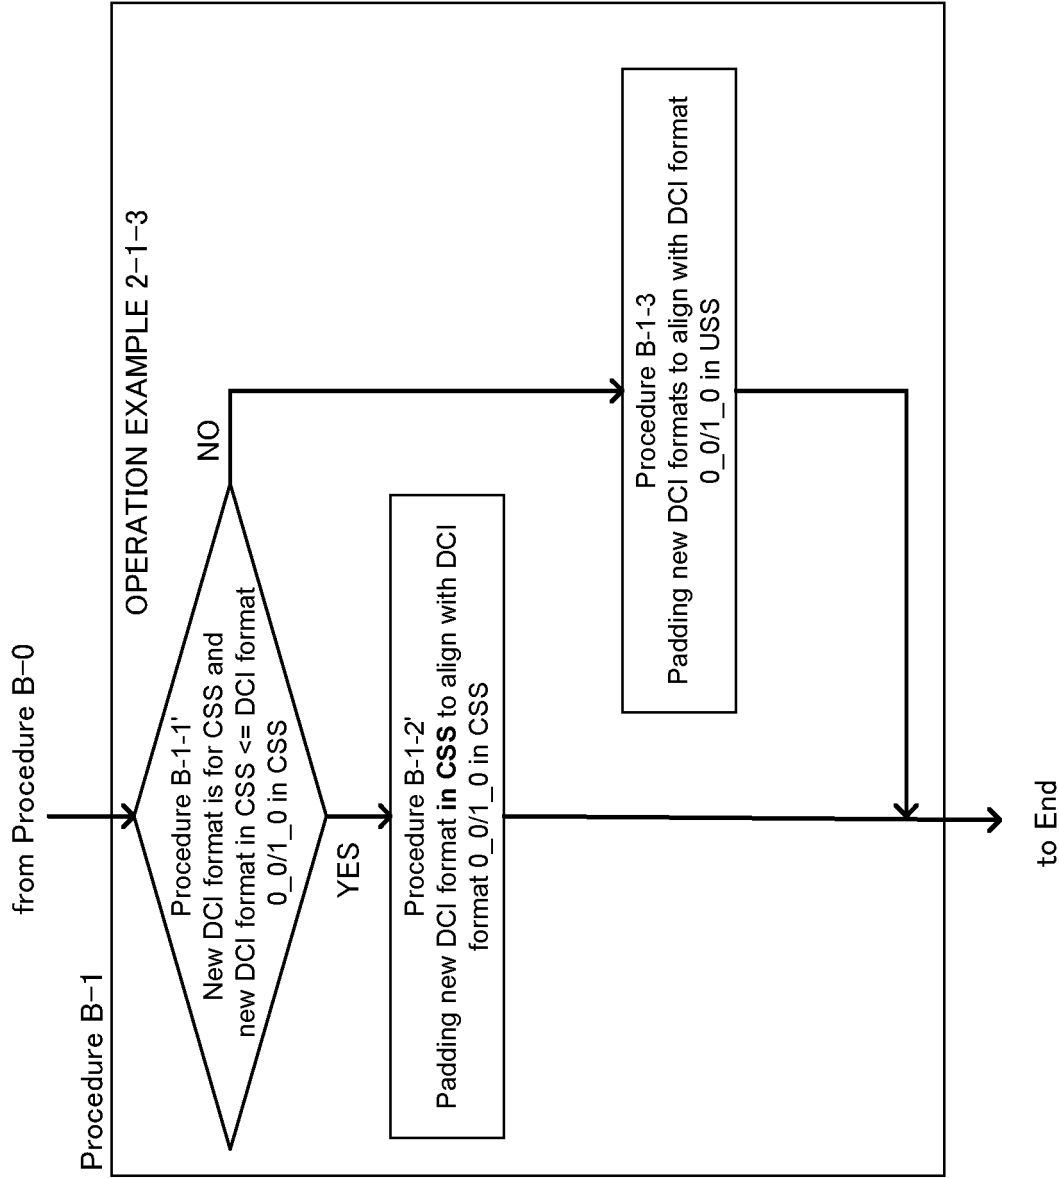 from Procedure B−0
Procedure B−1
OPERATION EXAMPLE 2−1−3
Procedure B-1-1'
New DCI format is for CSS and
new DCI format in CSS <= DCI format
0_0/1_0 in CSS
NO
YES
Procedure B-1-2'
Padding new DCI format in CSS to align with DCI
format 0_0/1_0 in CSS
Procedure B-1-3
Padding new DCI formats to align with DCI format
0_0/1_0 in USS
to End